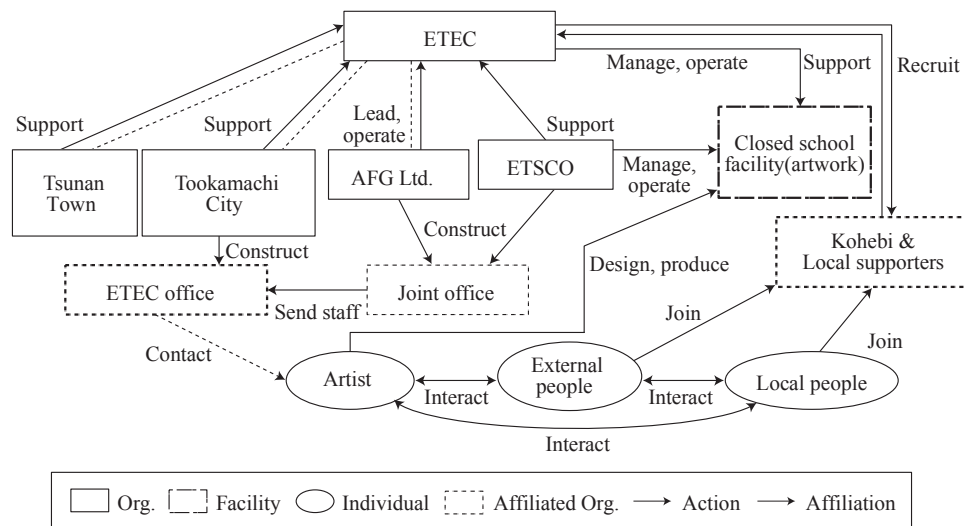 ETEC
Manage, operate
Support
Recruit
Support
Support
Lead,
operate
Support
Closed school
facility(artwork)
Tsunan
Town
Tookamachi
City
AFG Ltd.
ETSCO
Manage,
operate
Construct
Construct
Kohebi &
Local supporters
Design, produce
ETEC office
Joint office
Send staff
Join
Contact
Artist
External
people
Local people
Join
Interact
Interact
Interact
Org.
Facility
Individual
Affiliated Org.
Action
Affiliation